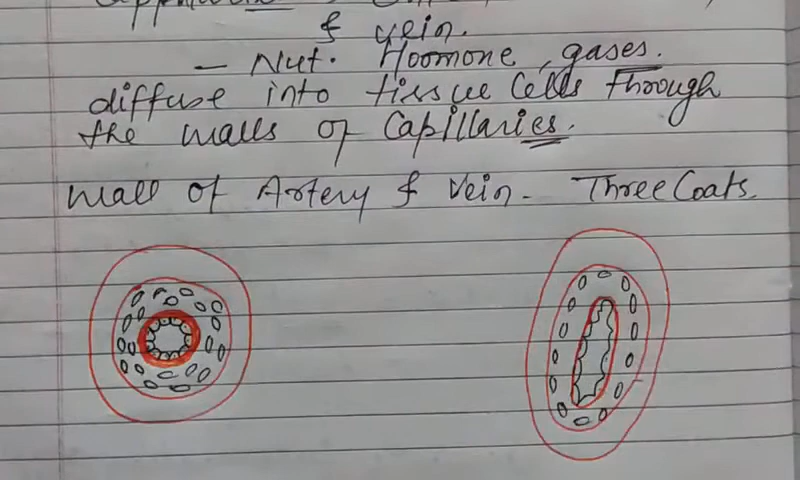 & vein.
– Nut. Hoomone, gases.
diffuse into tissue Cells through
the walls of Capillaries.
Wall of Artery & Vein. Three Coats.